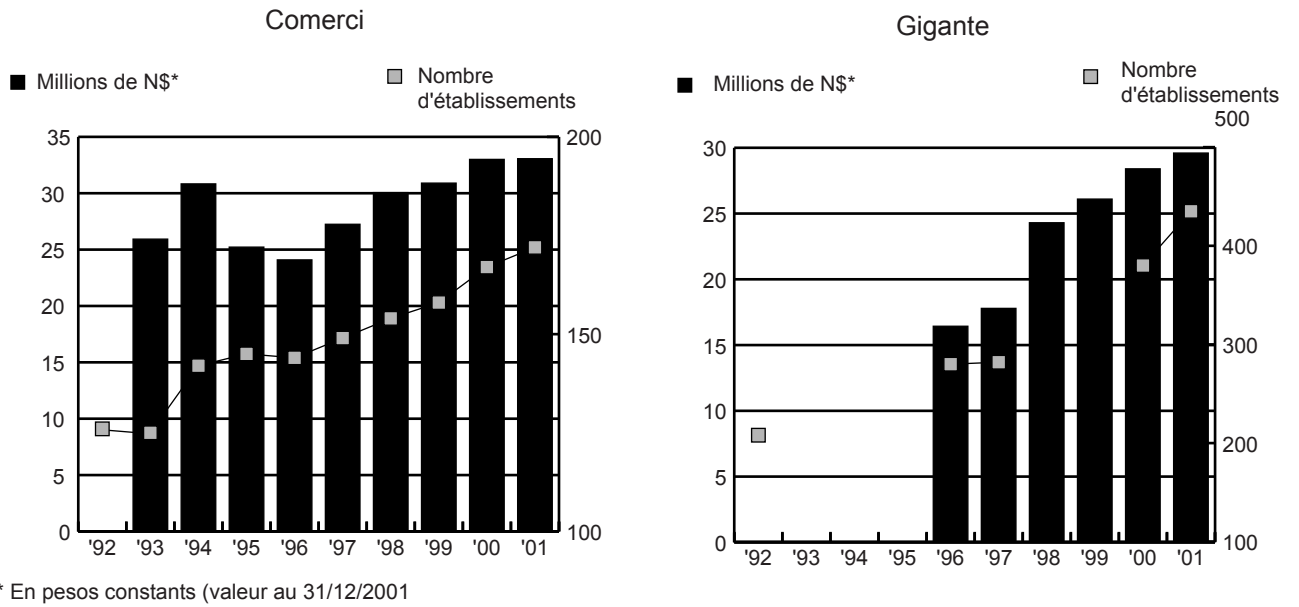 Comerci
Millions de N$*
Nombre
d'établissements
35
30
25
20
15
10
5
0
200
150
100
'92 '93 '94 '95 '96 '97 '98 '99 '00 '01
* En pesos constants (valeur au 31/12/2001
Gigante
Millions de N$*
Nombre
d'établissements
500
30
25
20
15
10
5
0
400
300
200
100
'92 '93 '94 '95 '96 '97 '98 '99 '00 '01